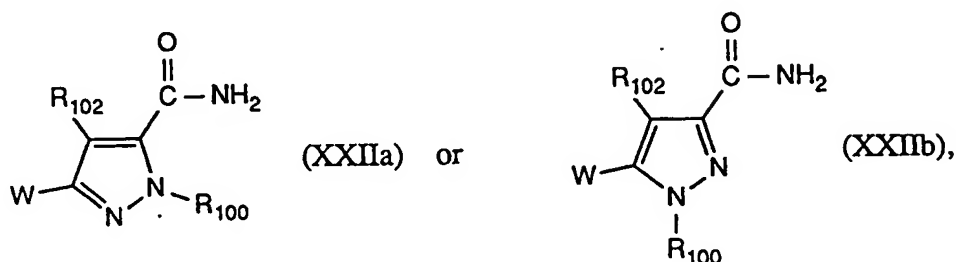 O
C
NH₂
R₁₀₂
W
N
N
R₁₀₀
(XXIIa) or
O
C
NH₂
R₁₀₂
W
N
N
R₁₀₀
(XXIIb),